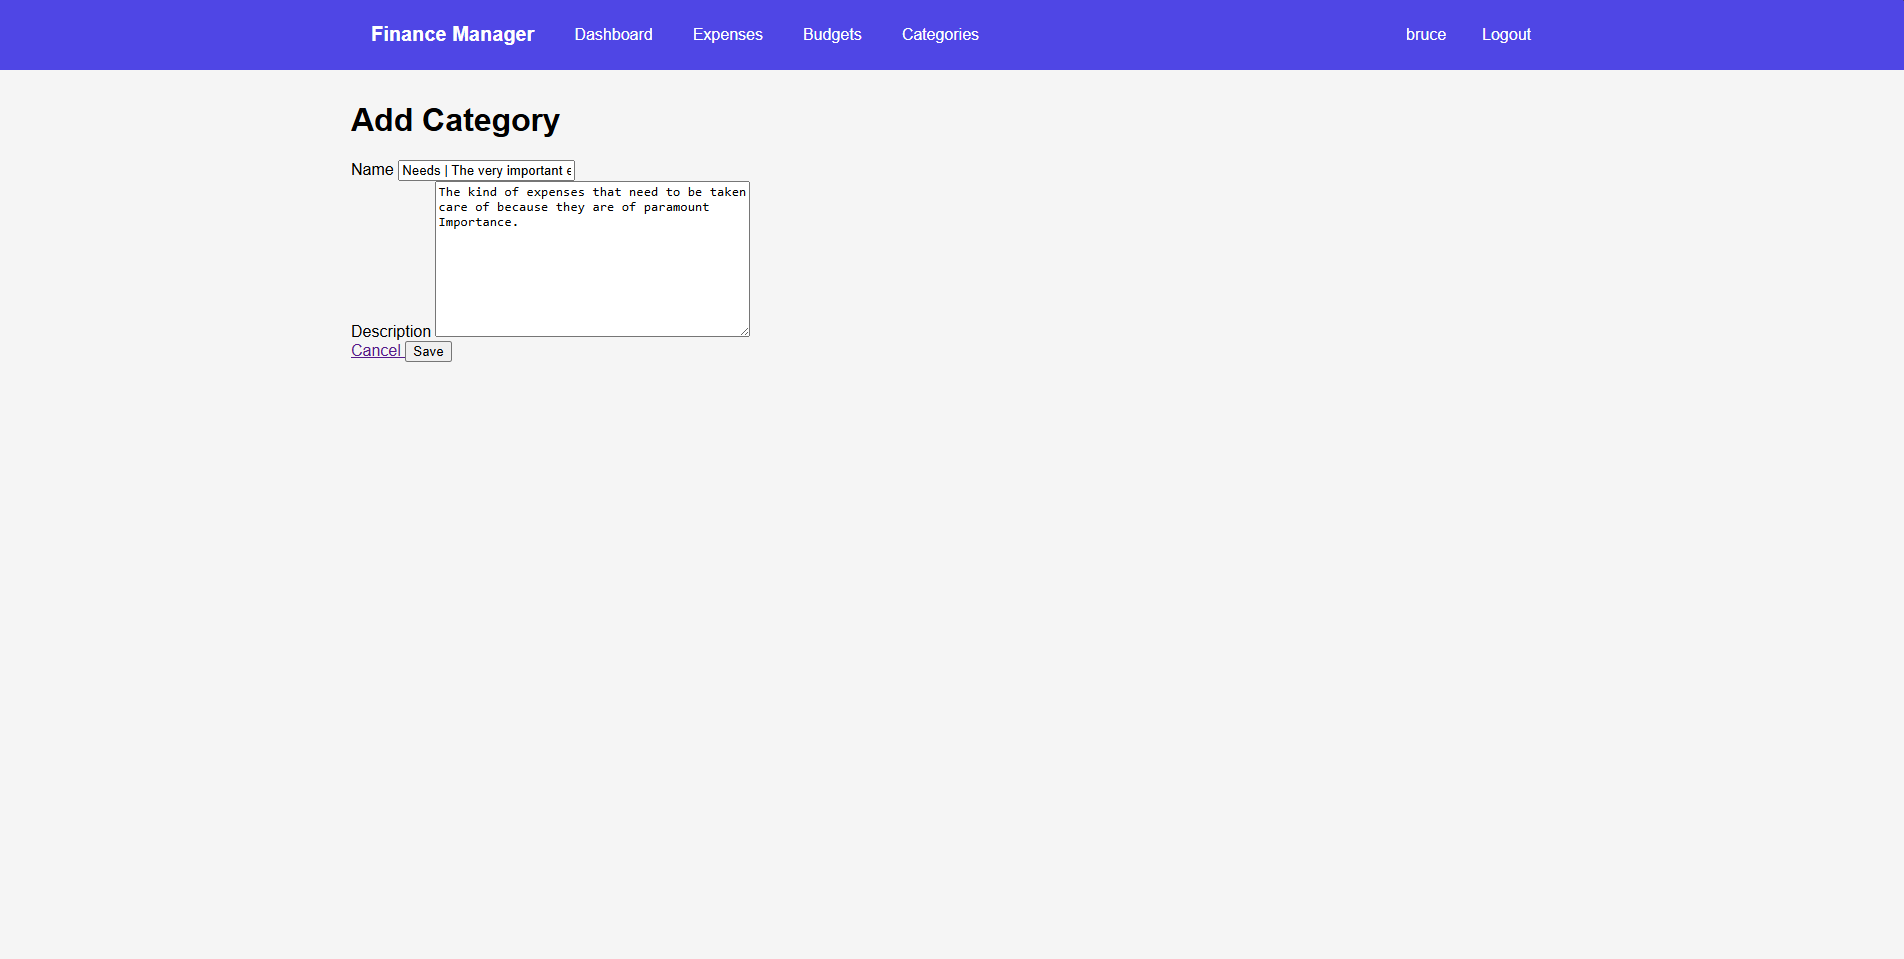 Finance Manager Dashboard Expenses Budgets Categories bruce Logout
Add Category
Name Needs | The very important
The kind of expenses that need to be taken
care of because they are of paramount
Importance.
Description
Cancel Save